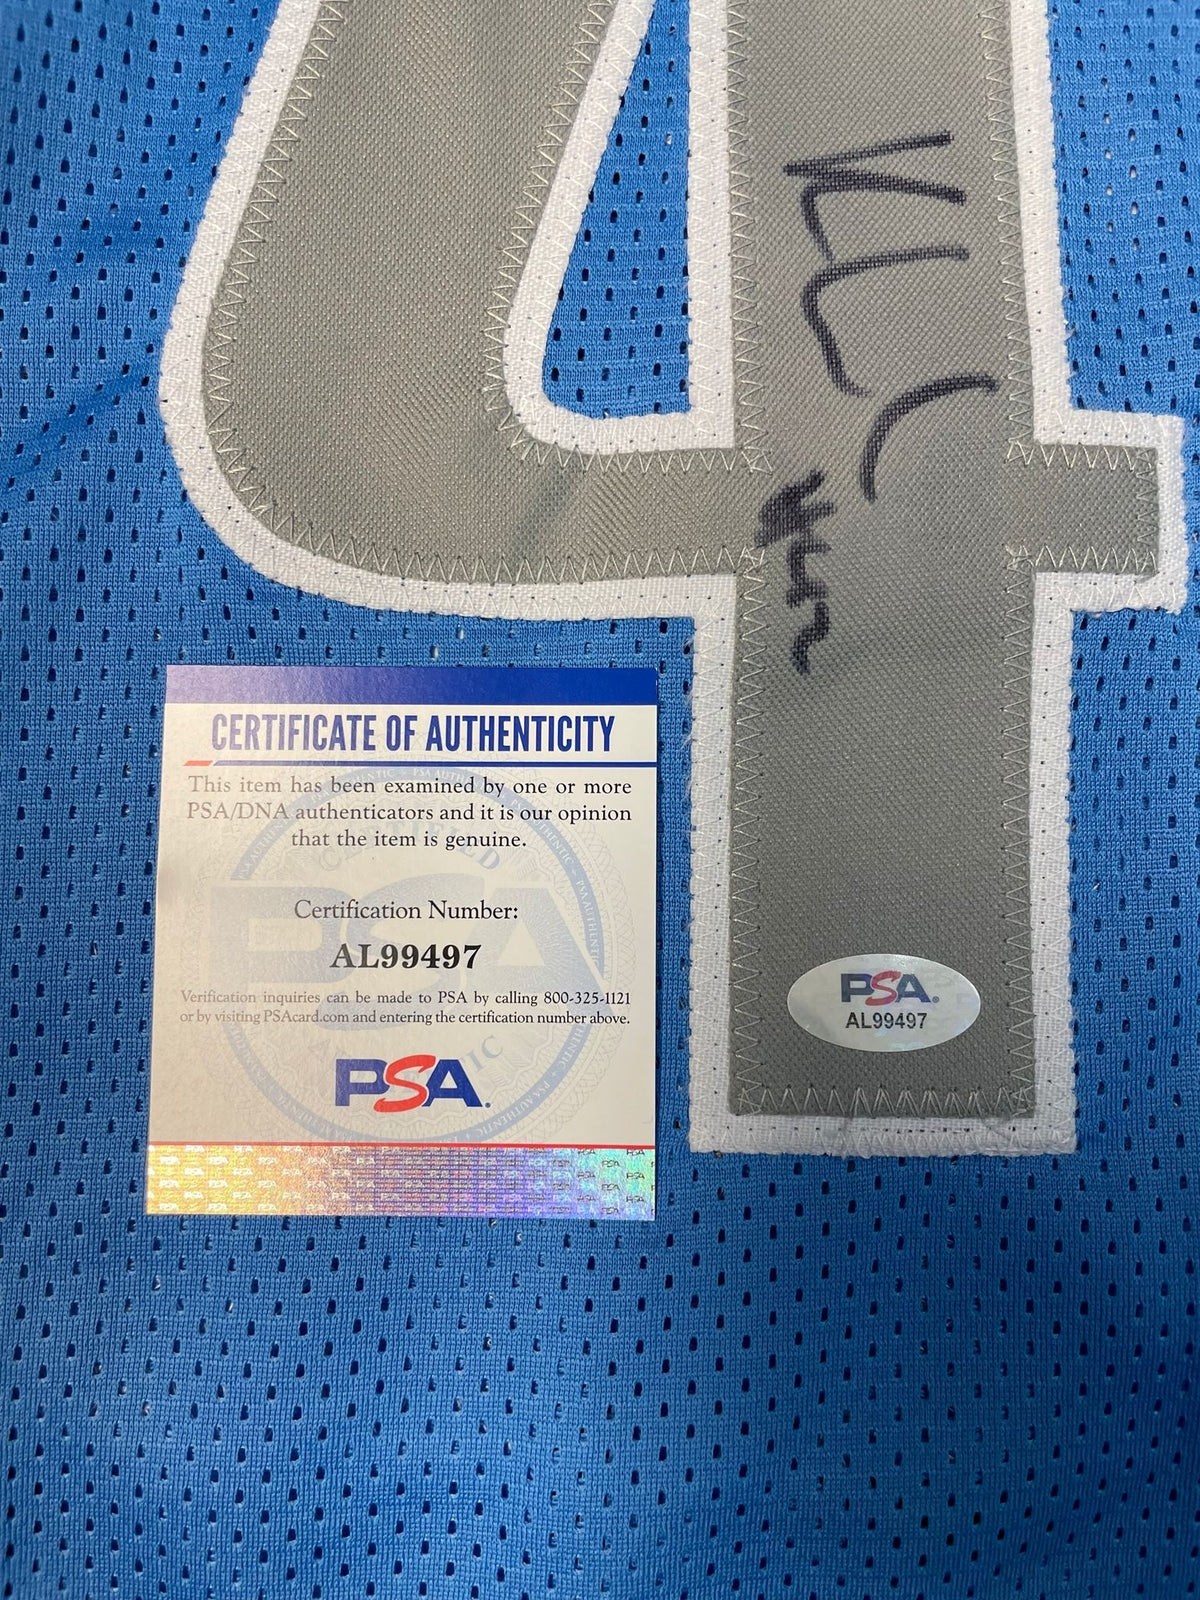 4
CERTIFICATE OF AUTHENTICITY
This item has been examined by one or more
PSA/DNA authenticators and it is our opinion
that the item is genuine.
Certification Number:
AL99497
Verification inquiries can be made to PSA by calling 800-325-1121
or by visiting PSAcard.com and entering the certification number above.
PSA.
PSA.
AL99497